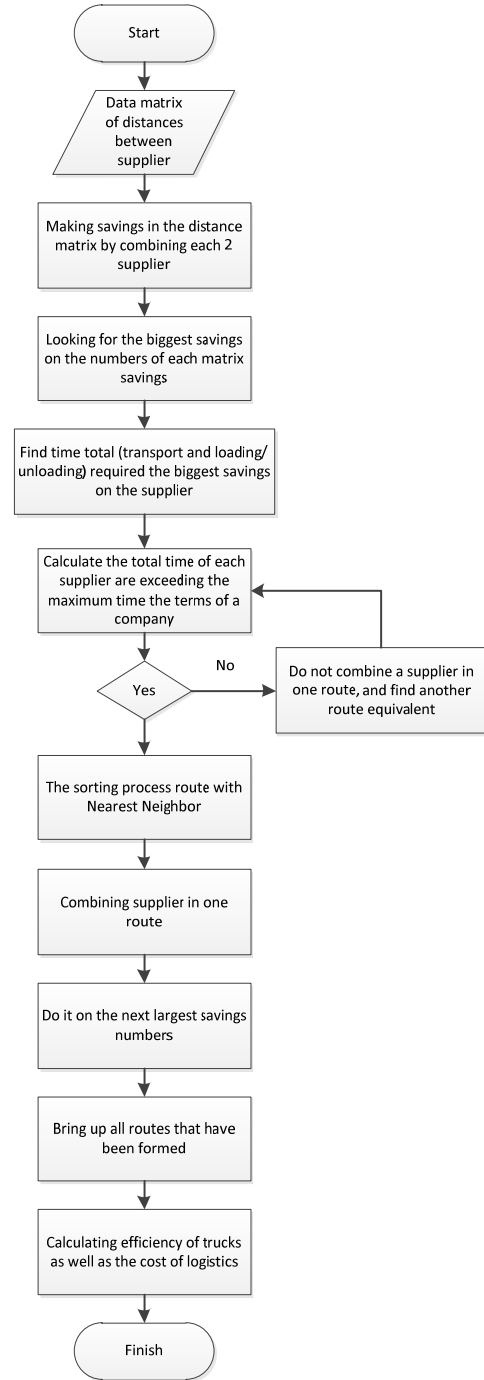 Start
Data matrix
of distances
between
supplier
Making savings in the distance
matrix by combining each 2
supplier
Looking for the biggest savings
on the numbers of each matrix
savings
Find time total (transport and loading/
unloading) required the biggest savings
on the supplier
Calculate the total time of each
supplier are exceeding the
maximum time the terms of a
company
No
Yes
Do not combine a supplier in
one route, and find another
route equivalent
The sorting process route with
Nearest Neighbor
Combining supplier in one
route
Do it on the next largest savings
numbers
Bring up all routes that have
been formed
Calculating efficiency of trucks
as well as the cost of logistics
Finish